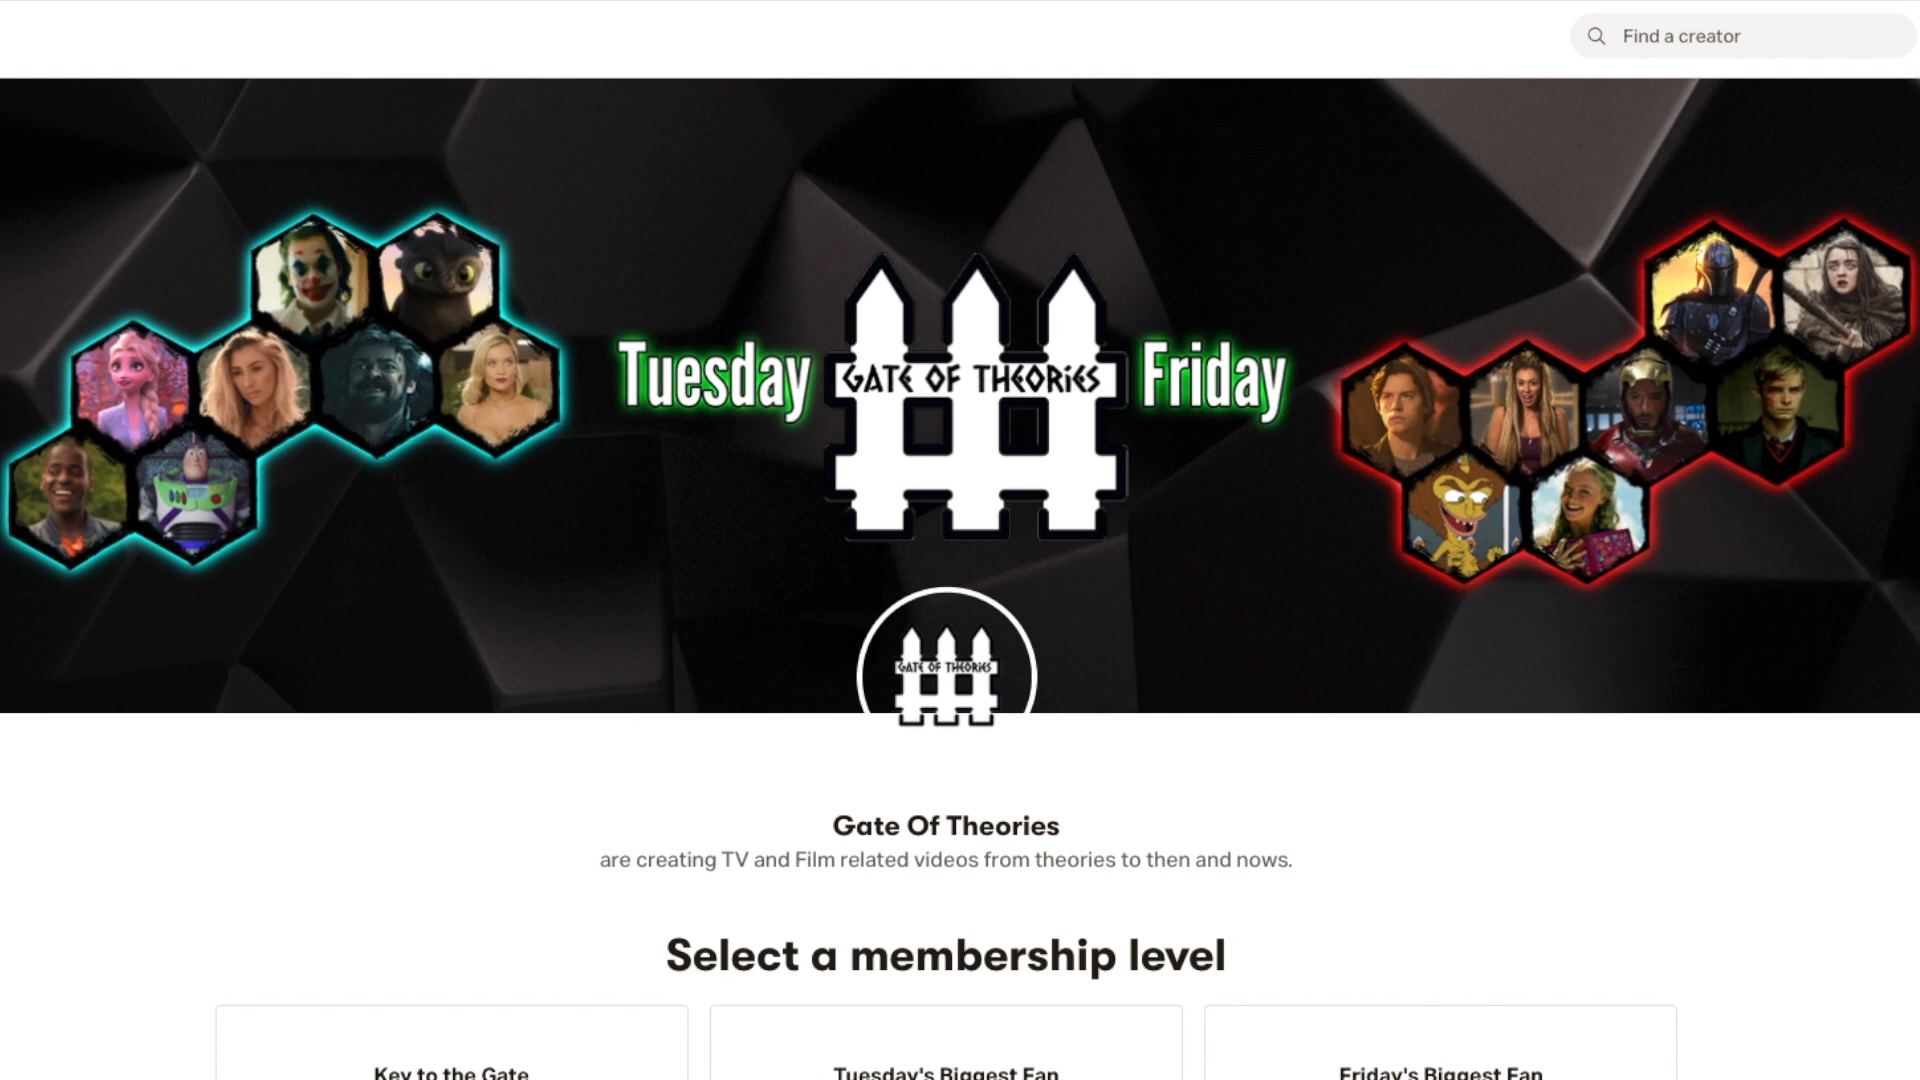 Find a creator
Tuesday
GATE OF THEORIES
Friday
GATE OF THEORIES
Gate Of Theories
are creating TV and Film related videos from theories to then and nows.
Select a membership level
Key to the Gate
Tuesday's Biggest Fan
Friday's Biggest Fan